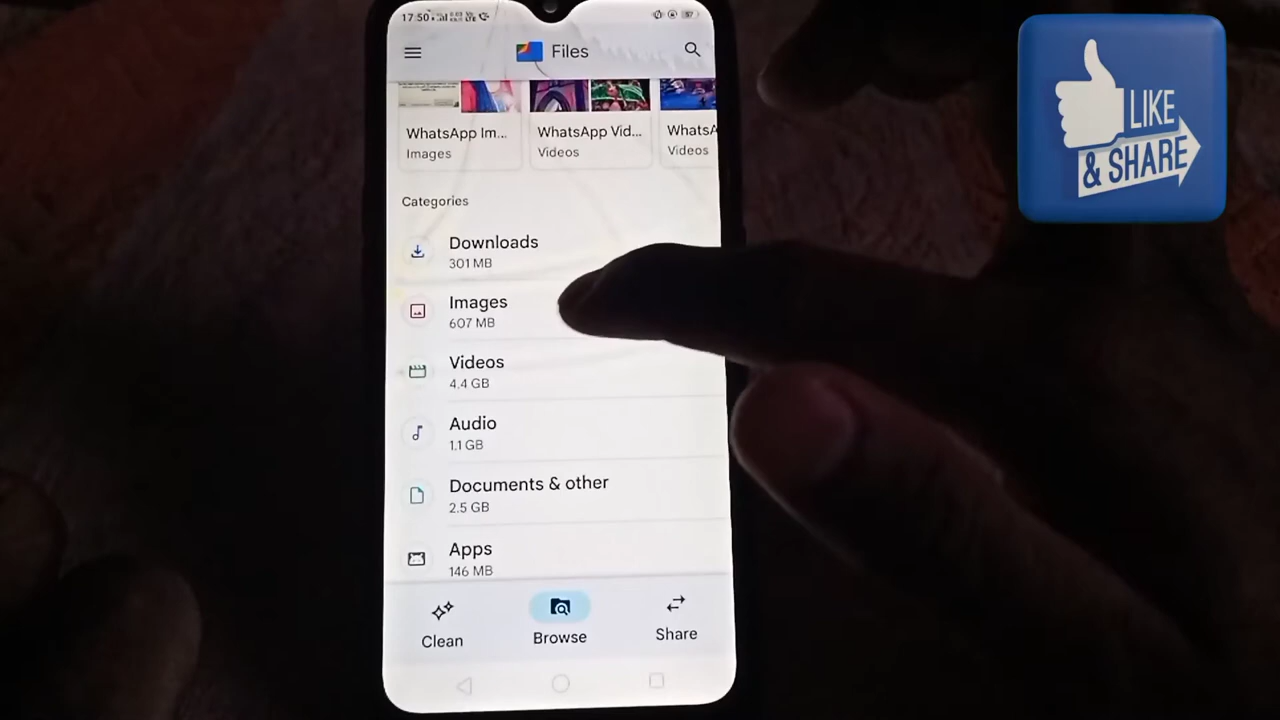 17:50
57
Files
WhatsApp Im...
Images
WhatsApp Vid...
Videos
WhatsA
Videos
Categories
Downloads
301 MB
Images
607 MB
Videos
4.4 GB
Audio
1.1 GB
Documents & other
2.5 GB
Apps
146 MB
Clean
Browse
Share
LIKE
& SHARE